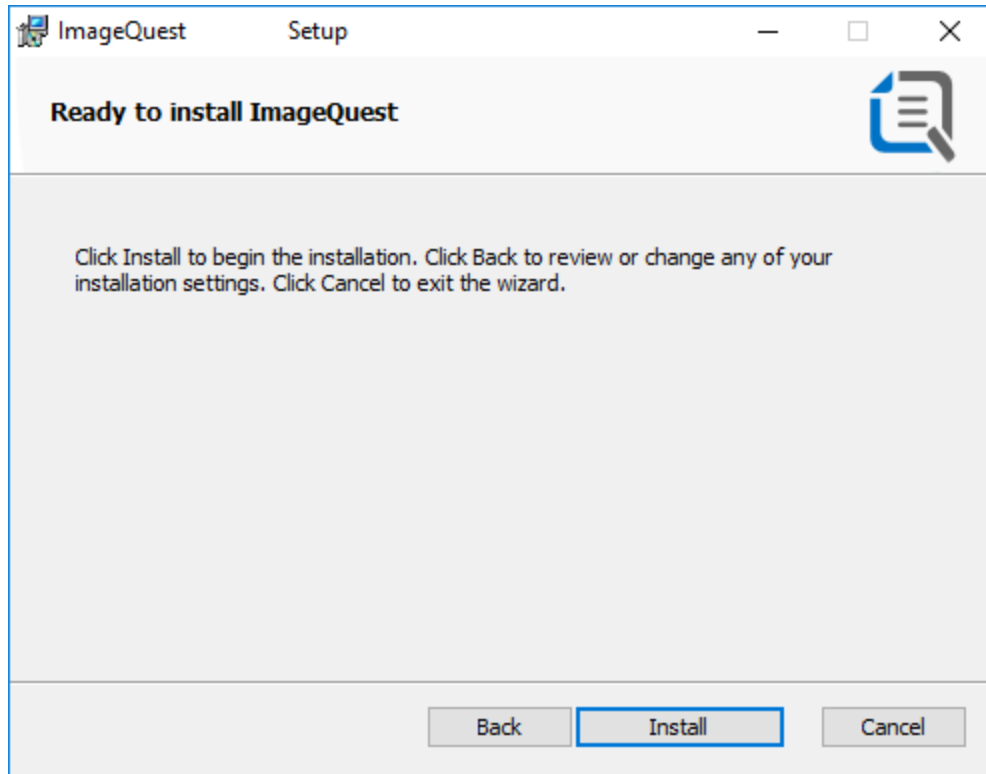 ImageQuest Setup
Ready to install ImageQuest
Click Install to begin the installation. Click Back to review or change any of your
installation settings. Click Cancel to exit the wizard.
Back Install Cancel